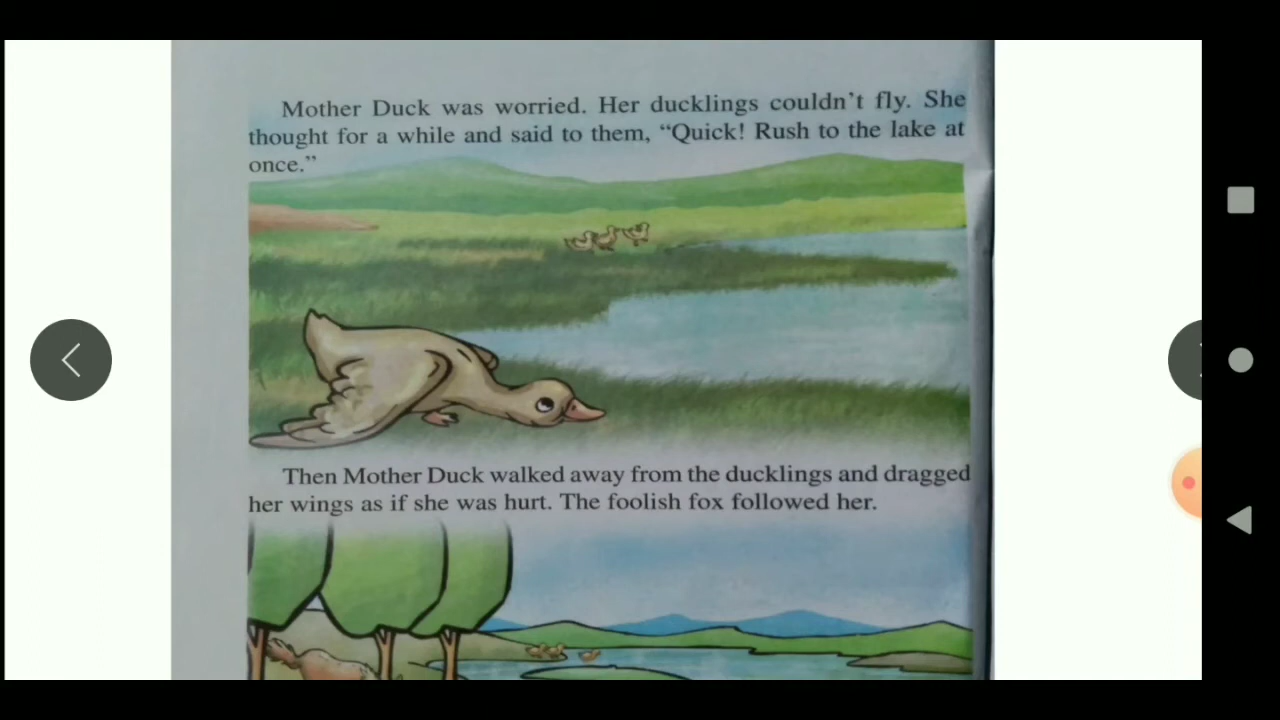 Mother Duck was worried. Her ducklings couldn't fly. She
thought for a while and said to them, “Quick! Rush to the lake at
once.”
Then Mother Duck walked away from the ducklings and dragged
her wings as if she was hurt. The foolish fox followed her.